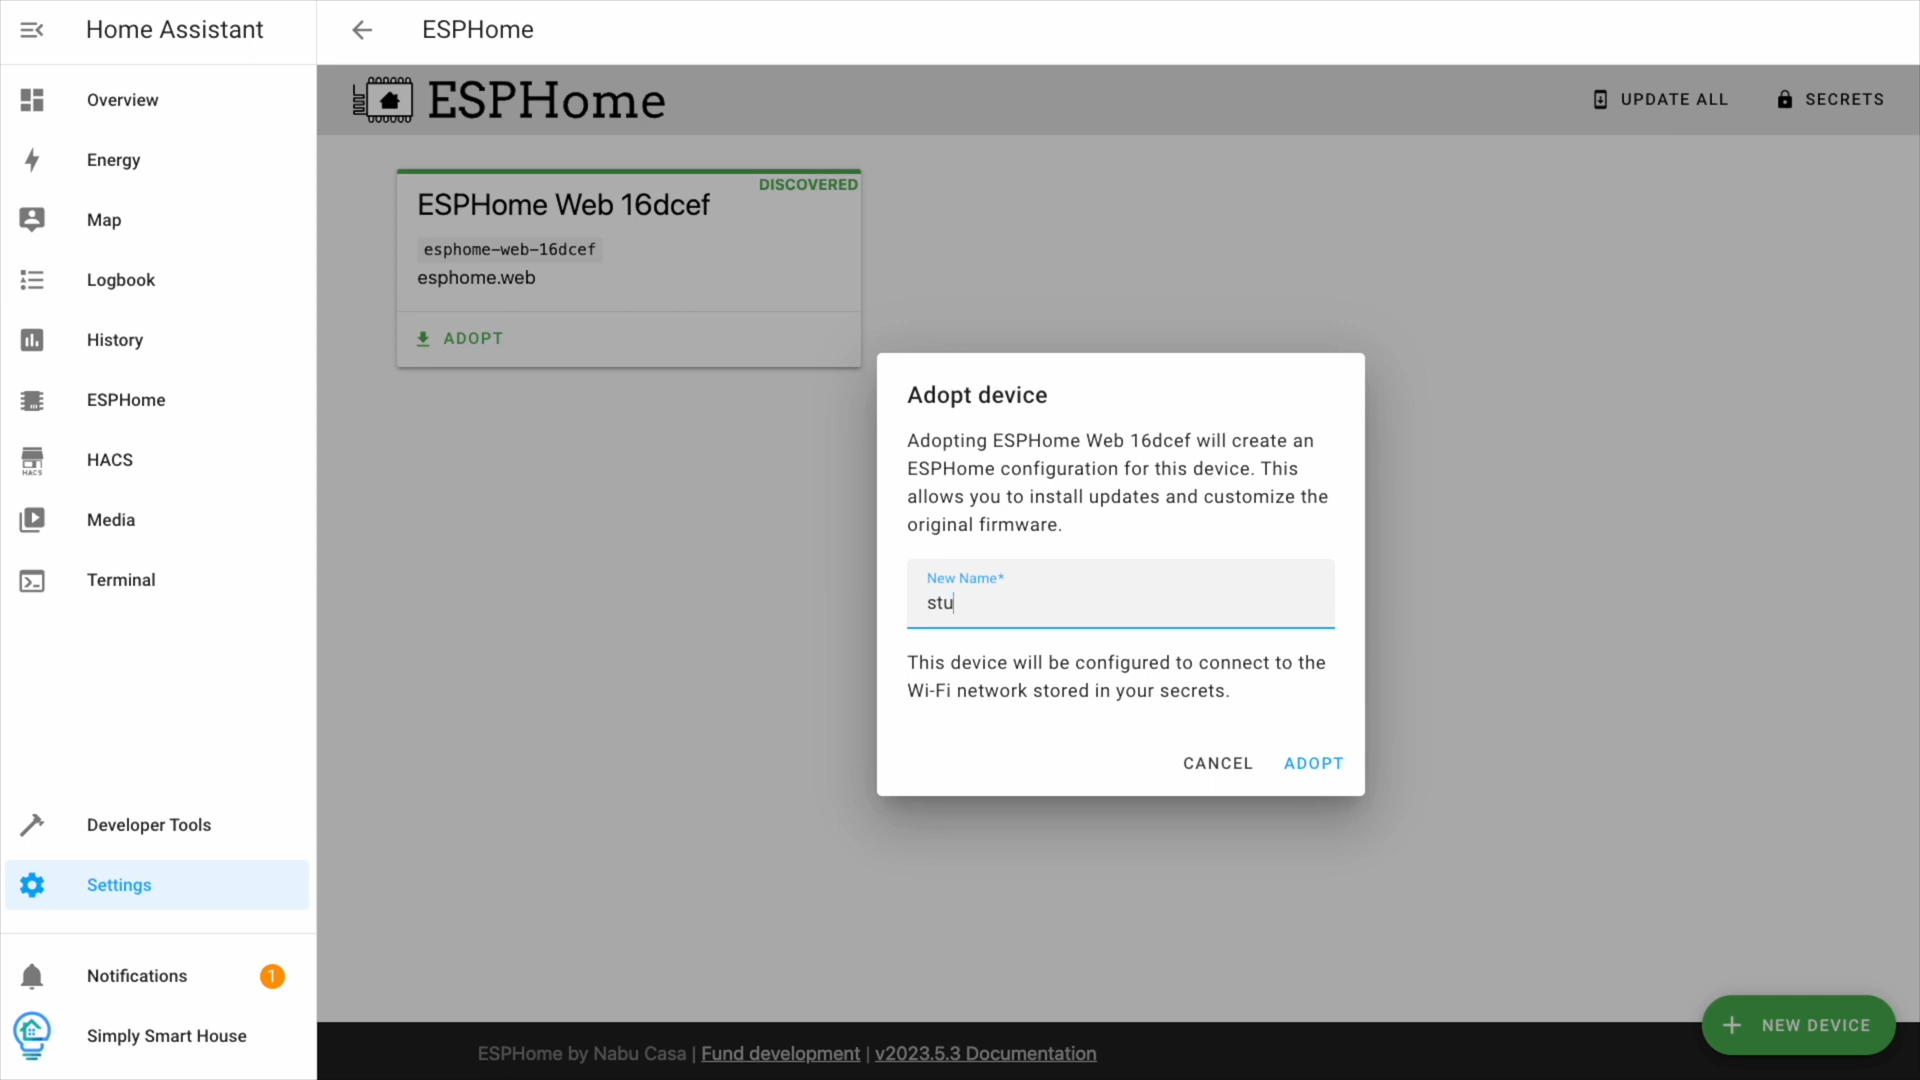 Home Assistant
ESPHome
Overview
Energy
Map
Logbook
History
ESPHome
HACS
HACS
Media
Terminal
Developer Tools
Settings
Notifications
1
Simply Smart House
ESPHome
UPDATE ALL
SECRETS
DISCOVERED
ESPHome Web 16dcef
esphome-web-16dcef
esphome.web
ADOPT
Adopt device
Adopting ESPHome Web 16dcef will create an
ESPHome configuration for this device. This
allows you to install updates and customize the
original firmware.
New Name*
stu
This device will be configured to connect to the
Wi-Fi network stored in your secrets.
CANCEL
ADOPT
NEW DEVICE
ESPHome by Nabu Casa | Fund development | v2023.5.3 Documentation